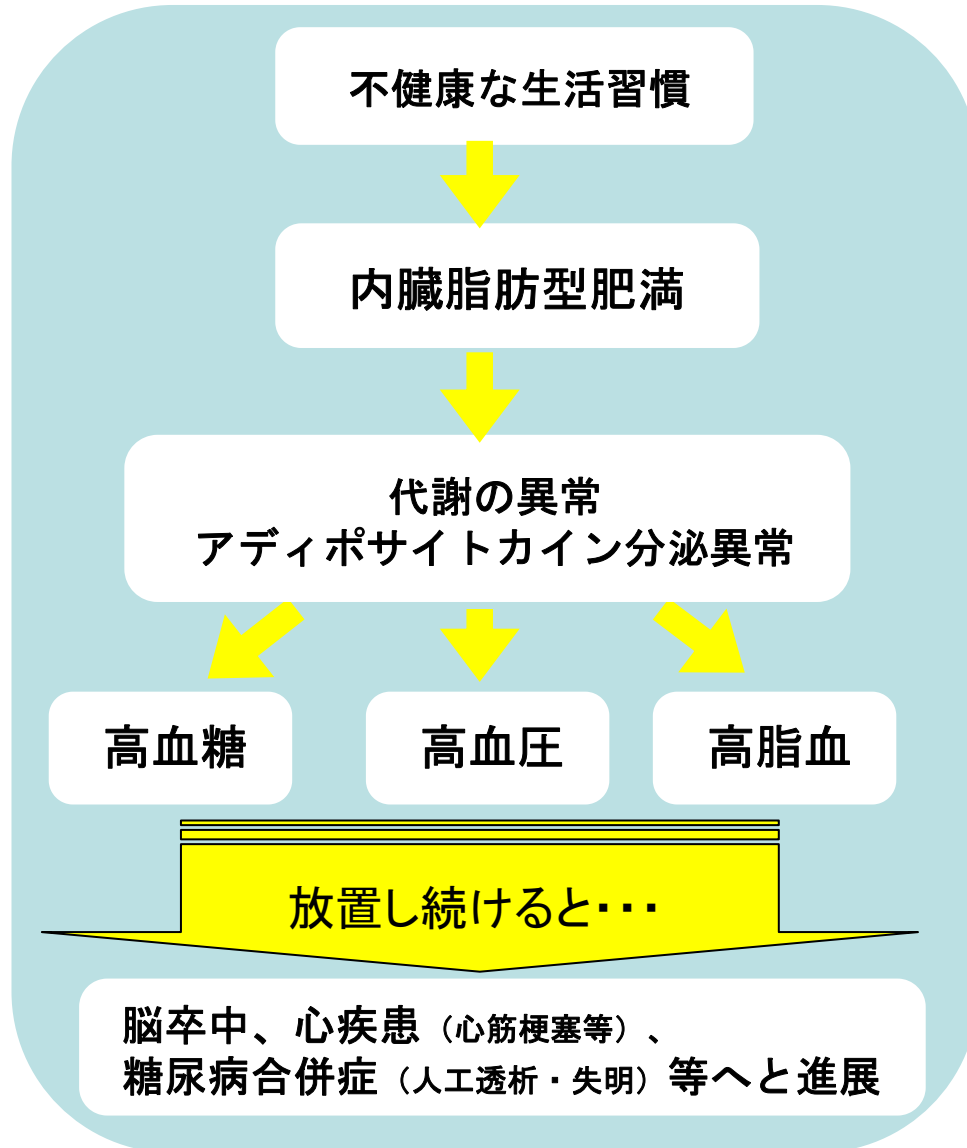 不健康な生活習慣
内臓脂肪型肥満
代謝の異常
アディポサイトカイン分泌異常
高血糖
高血圧
高脂血
放置し続けると・・・
脳卒中、心疾患（心筋梗塞等）、
糖尿病合併症（人工透析・失明）等へと進展